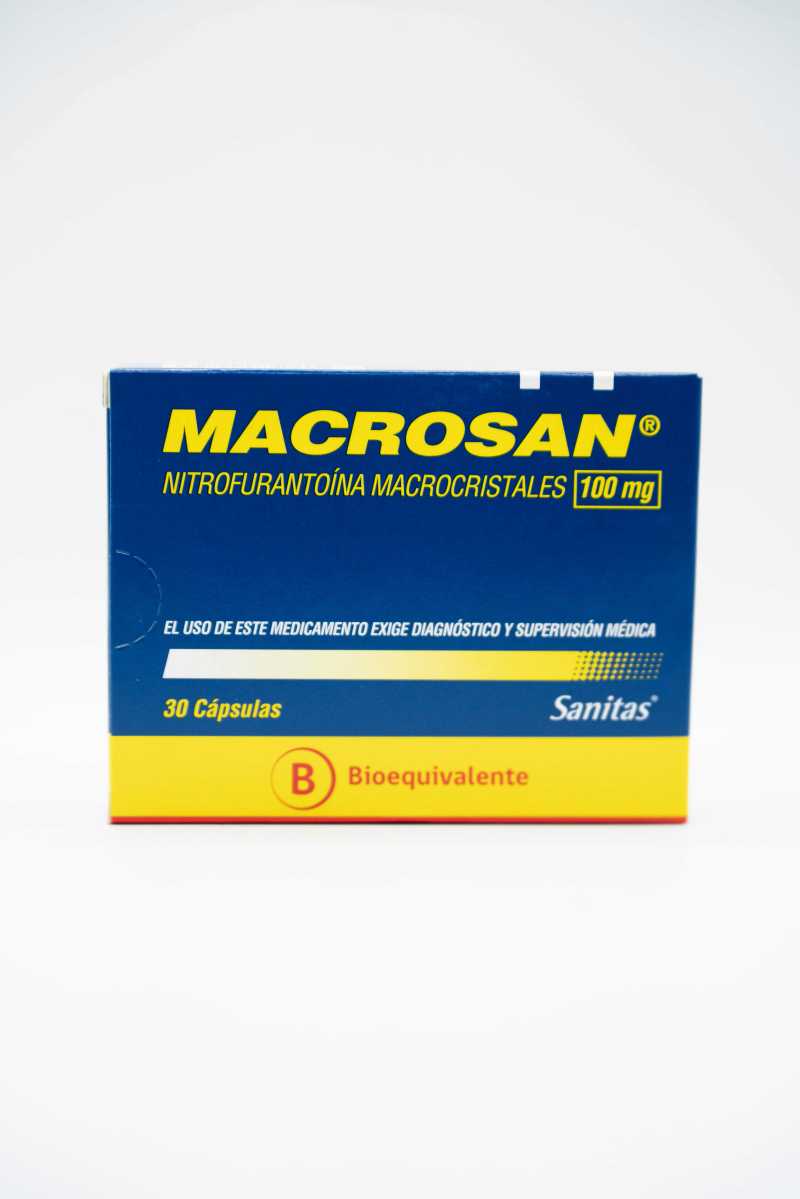 MACROSAN®
NITROFURANTOÍNA MACROCRISTALES 100 mg
EL USO DE ESTE MEDICAMENTO EXIGE DIAGNÓSTICO Y SUPERVISIÓN MÉDICA
30 Cápsulas
Sanitas®
B Bioequivalente